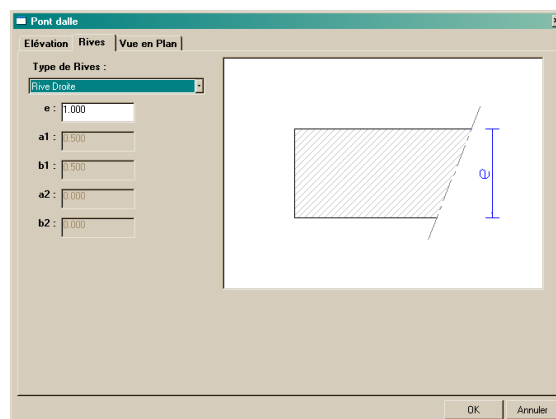 Pont dalle
Elévation Rives Vue en Plan
Type de Rives :
Rive Droite
e : 1.000
a1 : 0.500
b1 : 0.500
a2 : 0.000
b2 : 0.000
e
OK Annuler